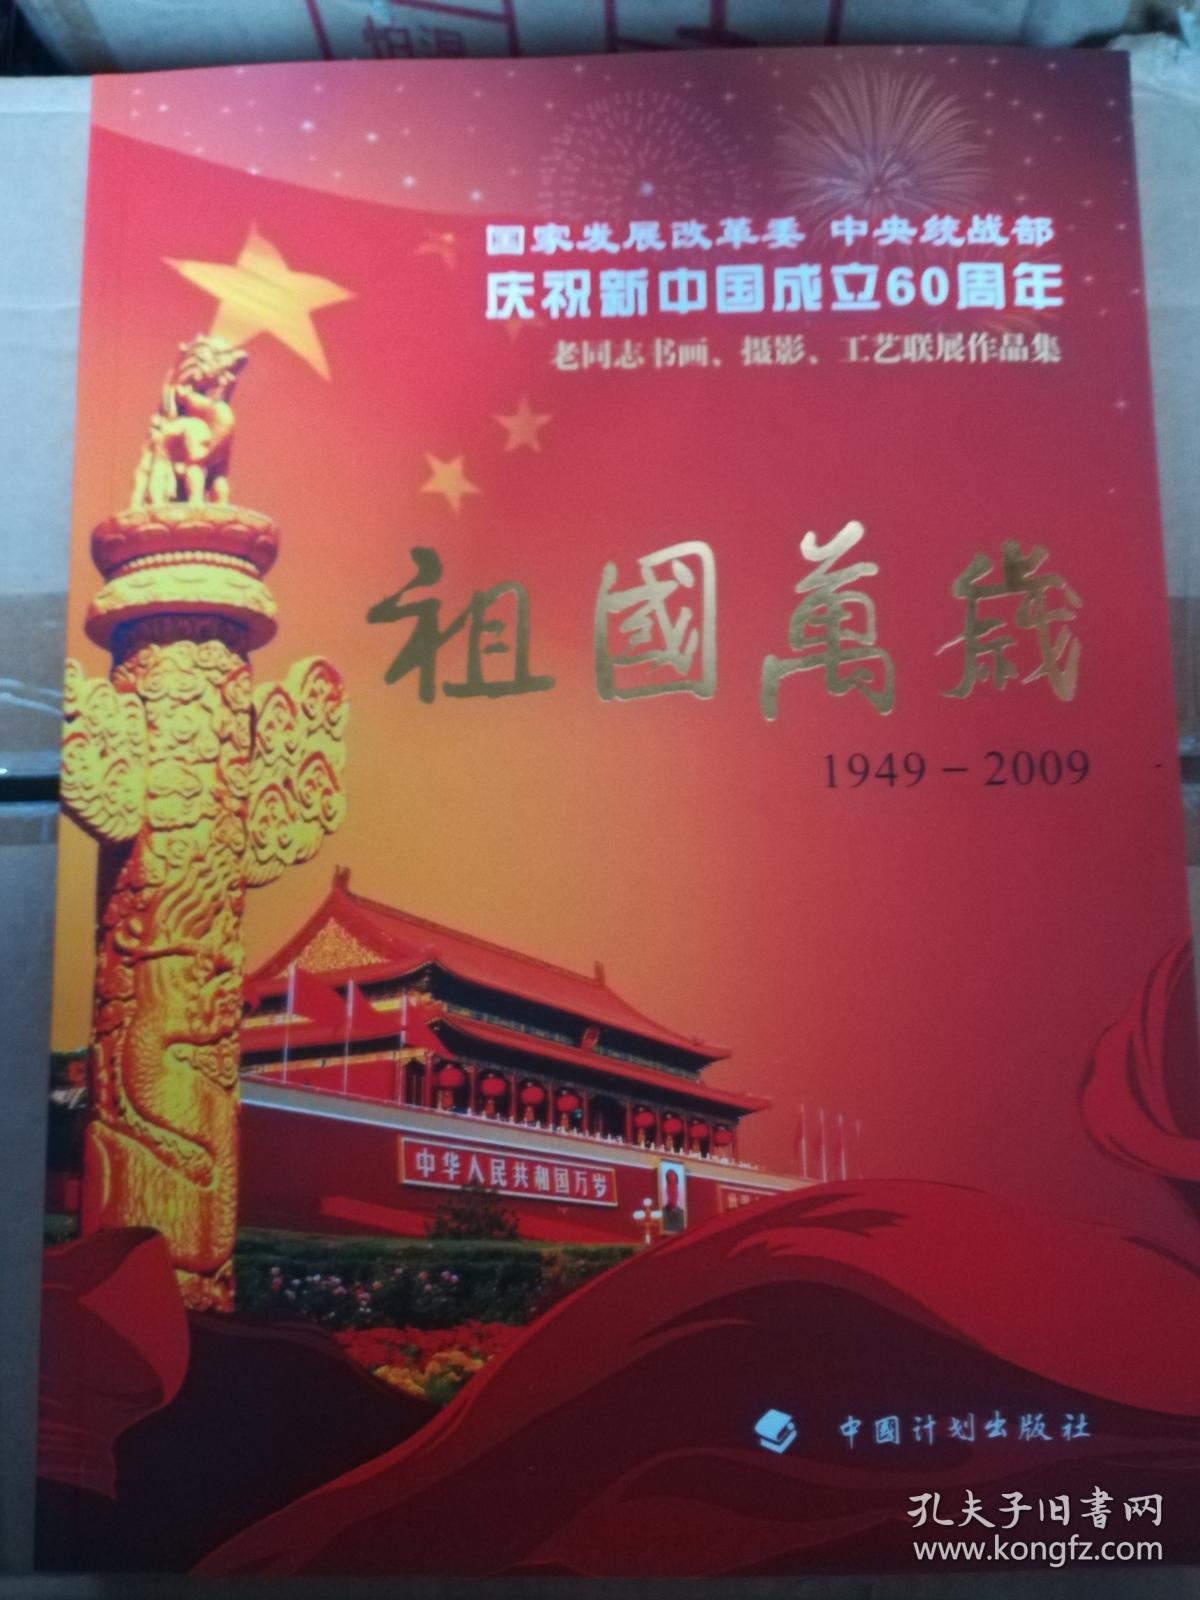 国家发展改革委 中央统战部
庆祝新中国成立60周年
老同志书画、摄影、工艺联展作品集
祖國萬歲
1949－2009
中华人民共和国万岁
中国计划出版社
孔夫子旧書网
www.kongfz.com